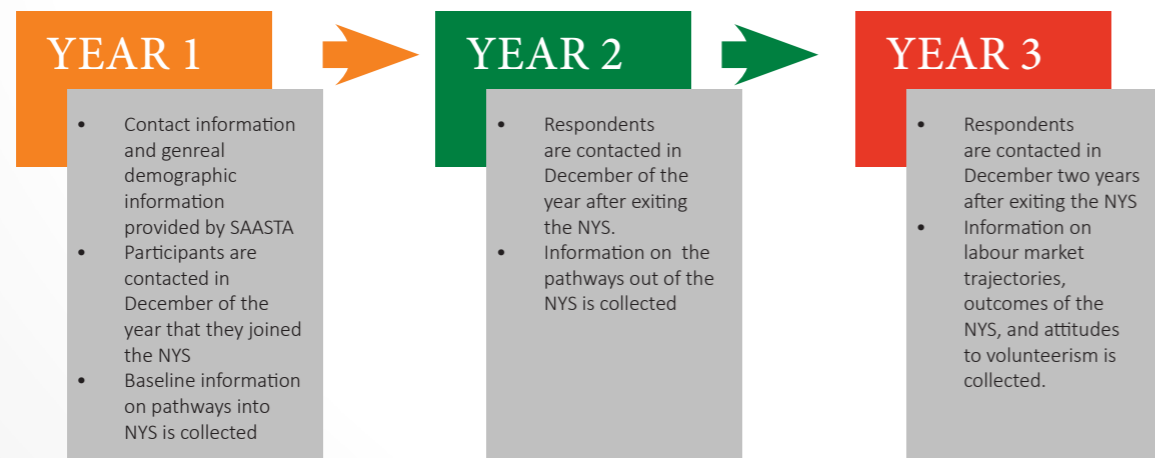 YEAR 1
• Contact information
and genreal
demographic
information
provided by SAASTA
• Participants are
contacted in
December of the
year that they joined
the NYS
• Baseline information
on pathways into
NYS is collected
YEAR 2
• Respondents
are contacted in
December of the
year after exiting
the NYS.
• Information on the
pathways out of the
NYS is collected
YEAR 3
• Respondents
are contacted in
December two years
after exiting the NYS
• Information on
labour market
trajectories,
outcomes of the
NYS, and attitudes
to volunteerism is
collected.